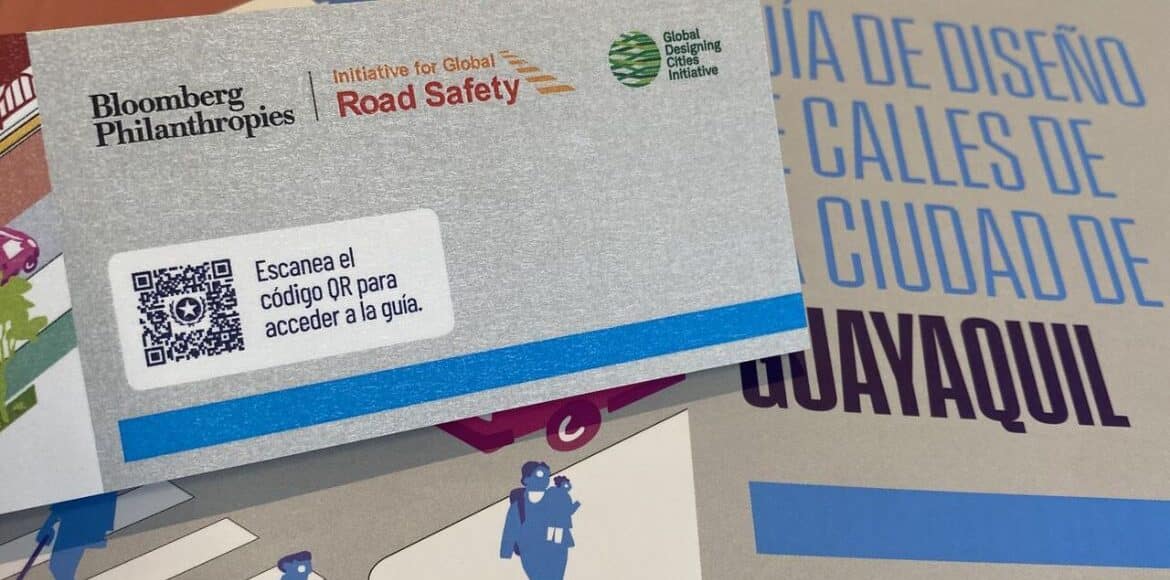 Bloomberg
Philanthropies
Initiative for Global
Road Safety
Global
Designing
Cities
Initiative
Escanea el
código QR para
acceder a la guía.
UÍA DE DISEÑO
E CALLES DE
A CIUDAD DE
GUAYAQUIL